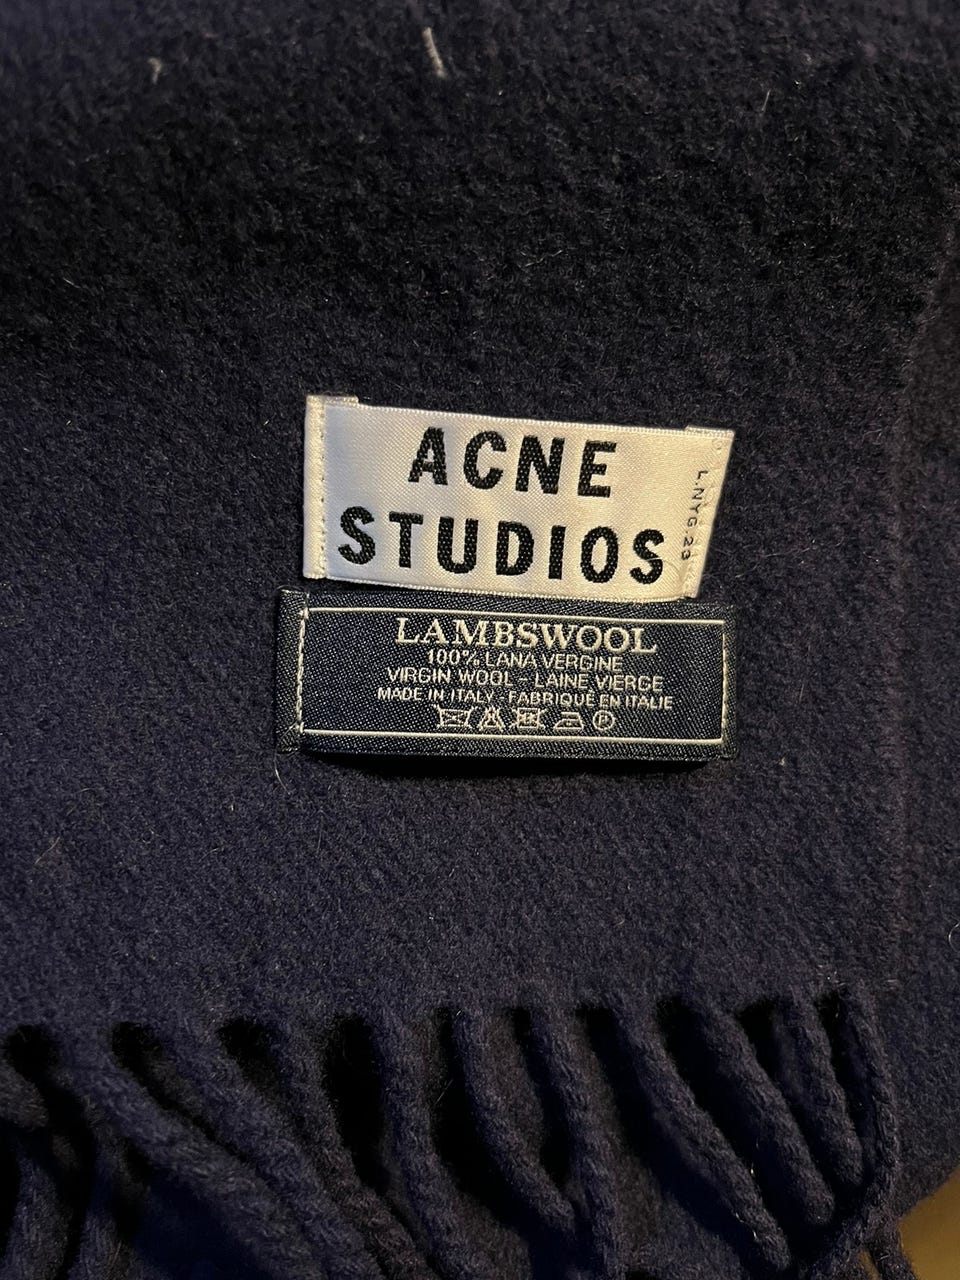 ACNE
STUDIOS
L.NYG.23
LAMBSWOOL
100% LANA VERGINE
VIRGIN WOOL - LAINE VIERGE
MADE IN ITALY - FABRIQUÉ EN ITALIE
P